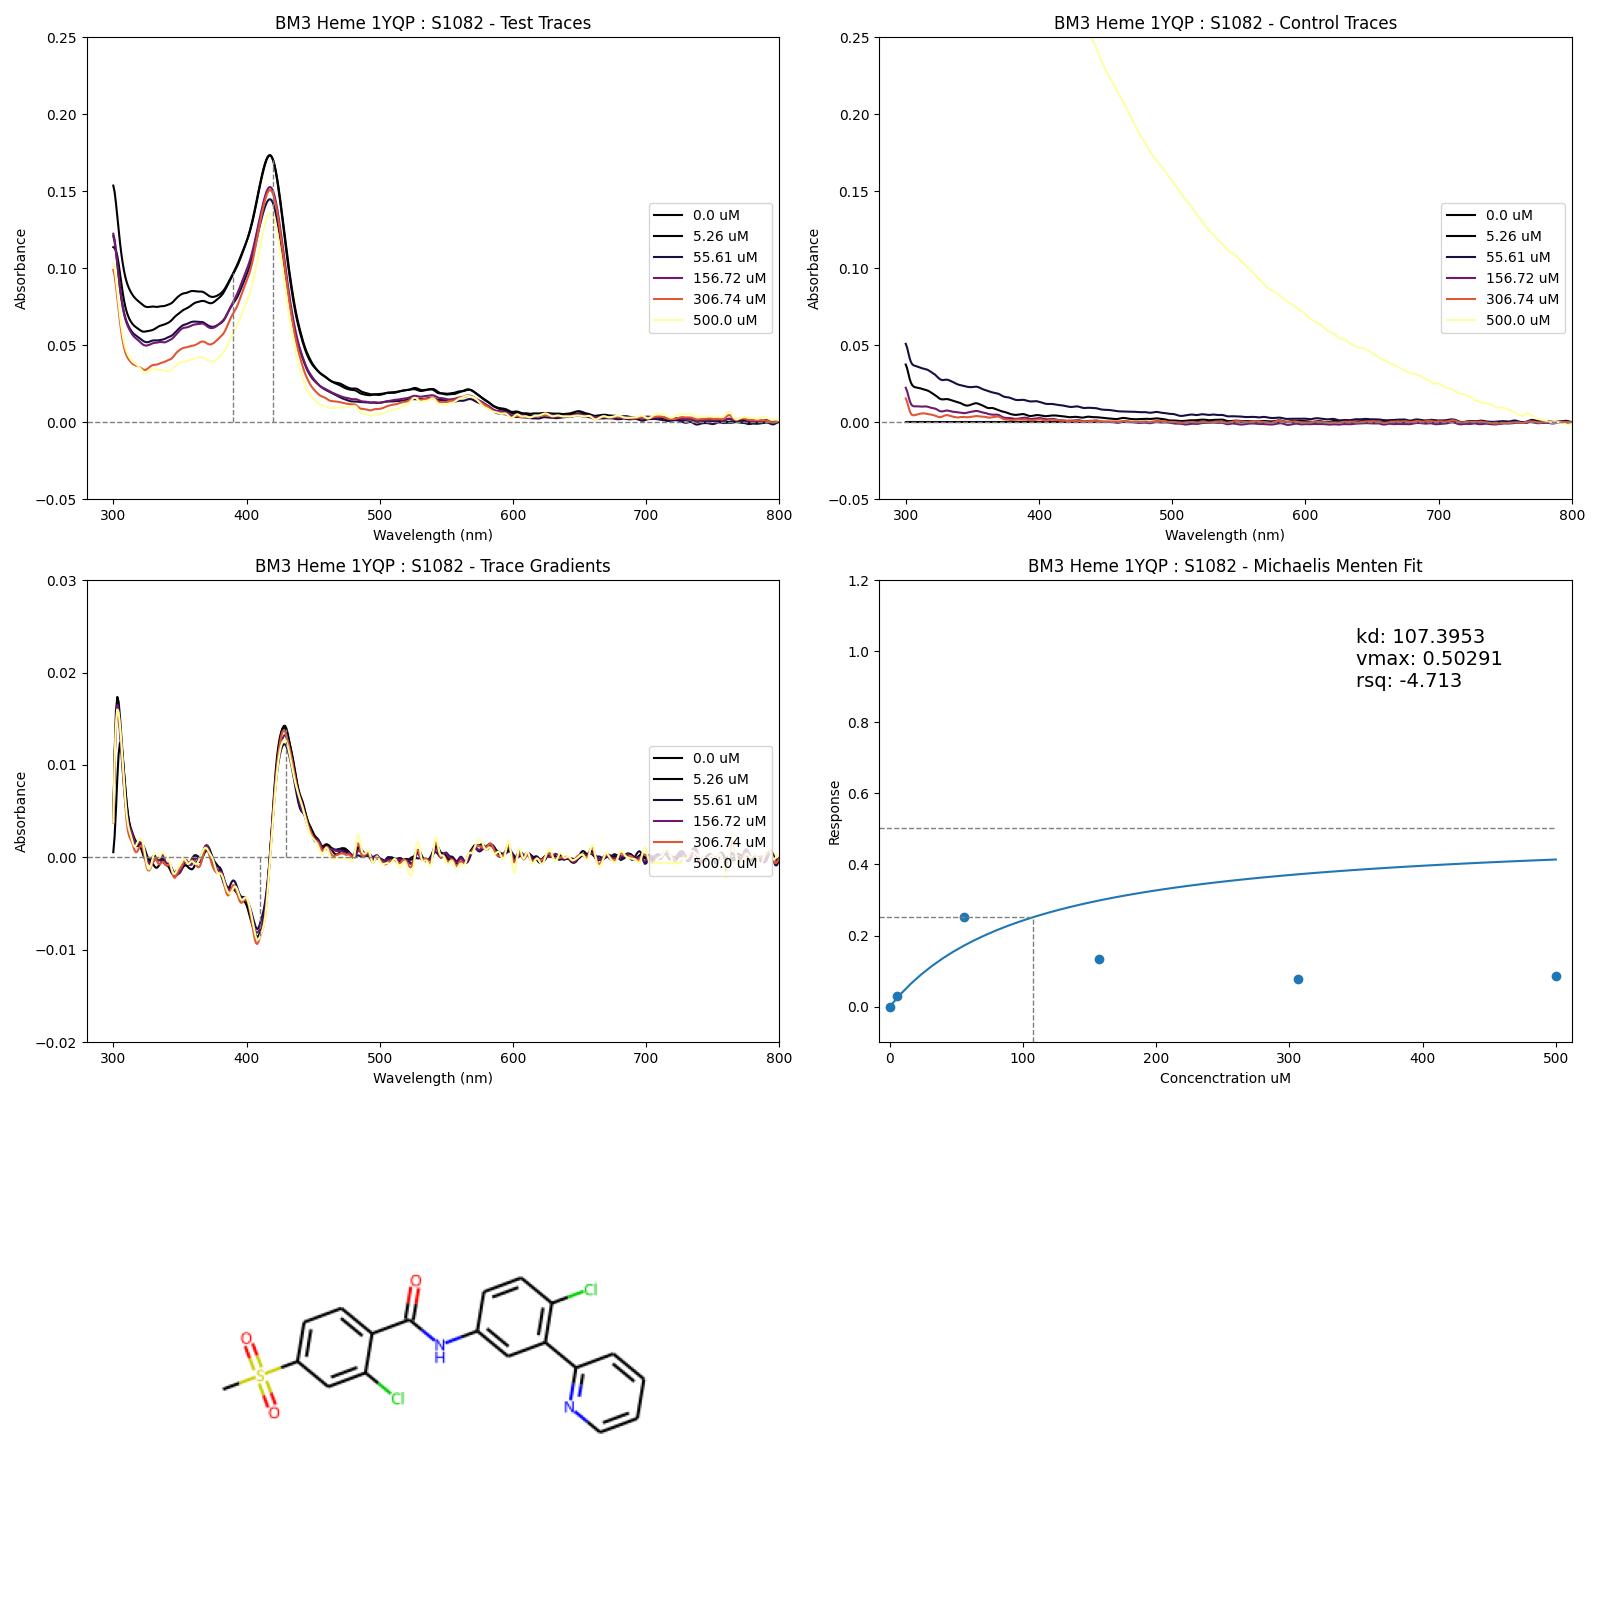 BM3 Heme 1YQP : S1082 - Test Traces
0.25
0.20
0.15
0.10
0.05
0.00
−0.05
Absorbance
300
400
500
600
700
800
Wavelength (nm)
0.0 uM
5.26 uM
55.61 uM
156.72 uM
306.74 uM
500.0 uM
BM3 Heme 1YQP : S1082 - Control Traces
0.25
0.20
0.15
0.10
0.05
0.00
−0.05
Absorbance
300
400
500
600
700
800
Wavelength (nm)
0.0 uM
5.26 uM
55.61 uM
156.72 uM
306.74 uM
500.0 uM
BM3 Heme 1YQP : S1082 - Trace Gradients
0.03
0.02
0.01
0.00
−0.01
−0.02
Absorbance
300
400
500
600
700
800
Wavelength (nm)
0.0 uM
5.26 uM
55.61 uM
156.72 uM
306.74 uM
500.0 uM
BM3 Heme 1YQP : S1082 - Michaelis Menten Fit
1.2
1.0
0.8
0.6
0.4
0.2
0.0
Response
0
100
200
300
400
500
Concenctration uM
kd: 107.3953
vmax: 0.50291
rsq: -4.713
O
Cl
O
N
H
S
Cl
N
O